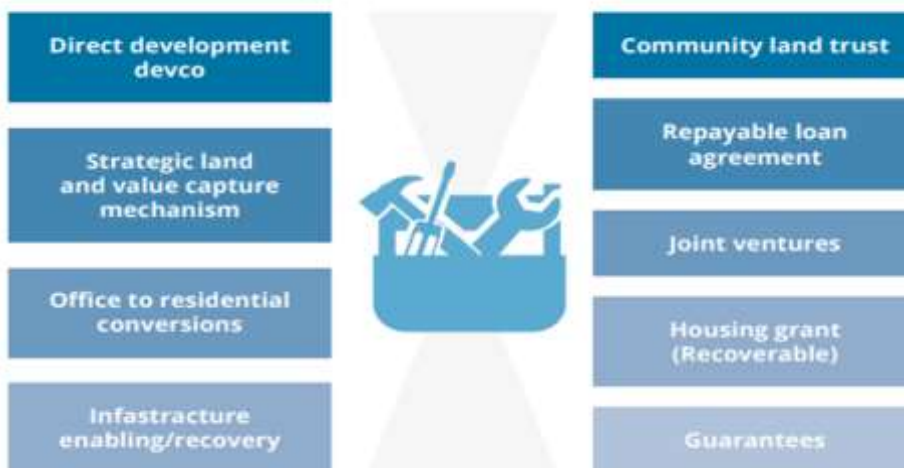 Direct development
devco
Strategic land
and value capture
mechanism
Office to residential
conversions
Infastracture
enabling/recovery
Community land trust
Repayable loan
agreement
Joint ventures
Housing grant
(Recoverable)
Guarantees